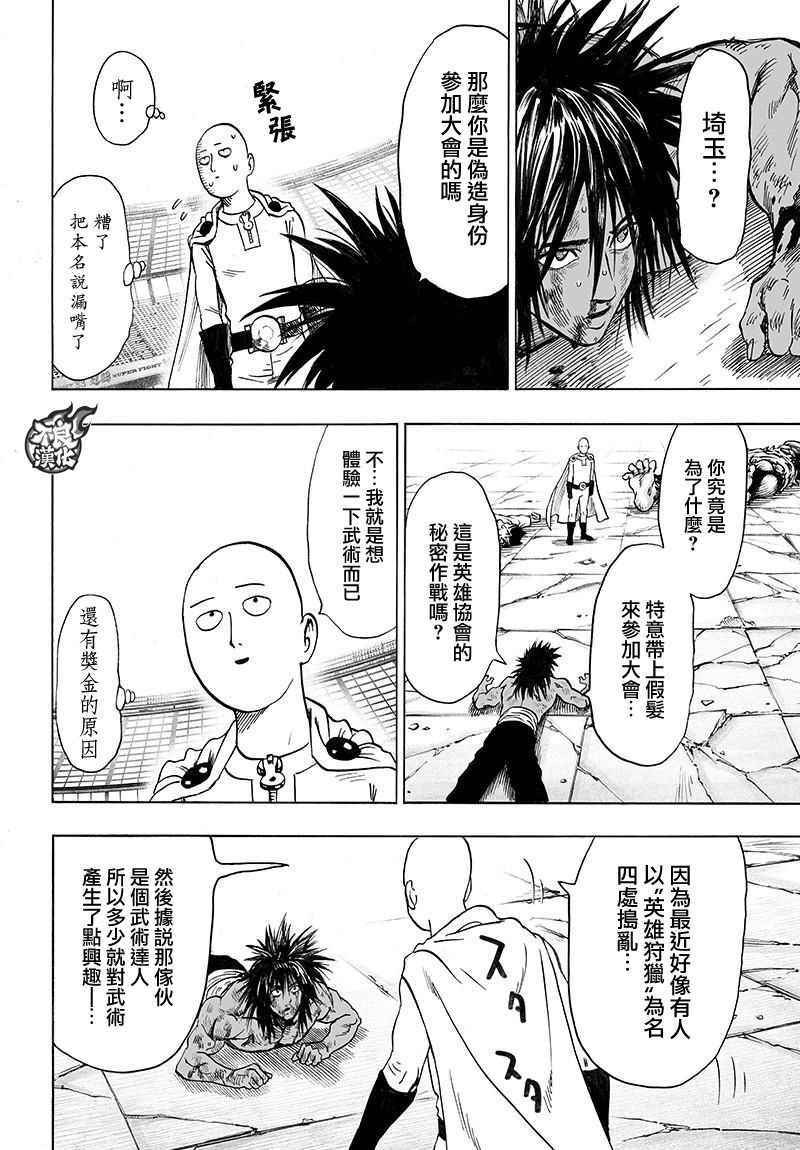 埼玉…？
那麼你是偽造身份
參加大會的嗎
緊張
啊…
糟了
把本名說漏嘴了
SUPER FIGHT
你究竟是
為了什麼？
特意帶上假髮
來參加大會…
這是英雄協會的
秘密作戰嗎？
不…我就是想
體驗一下武術而已
還有獎金的原因
狼
漢化
因為最近好像有人
以“英雄狩獵“為名
四處搗亂…
スタスタ
然後據說那傢伙
是個武術達人
所以多少就對武術
產生了點興趣—…